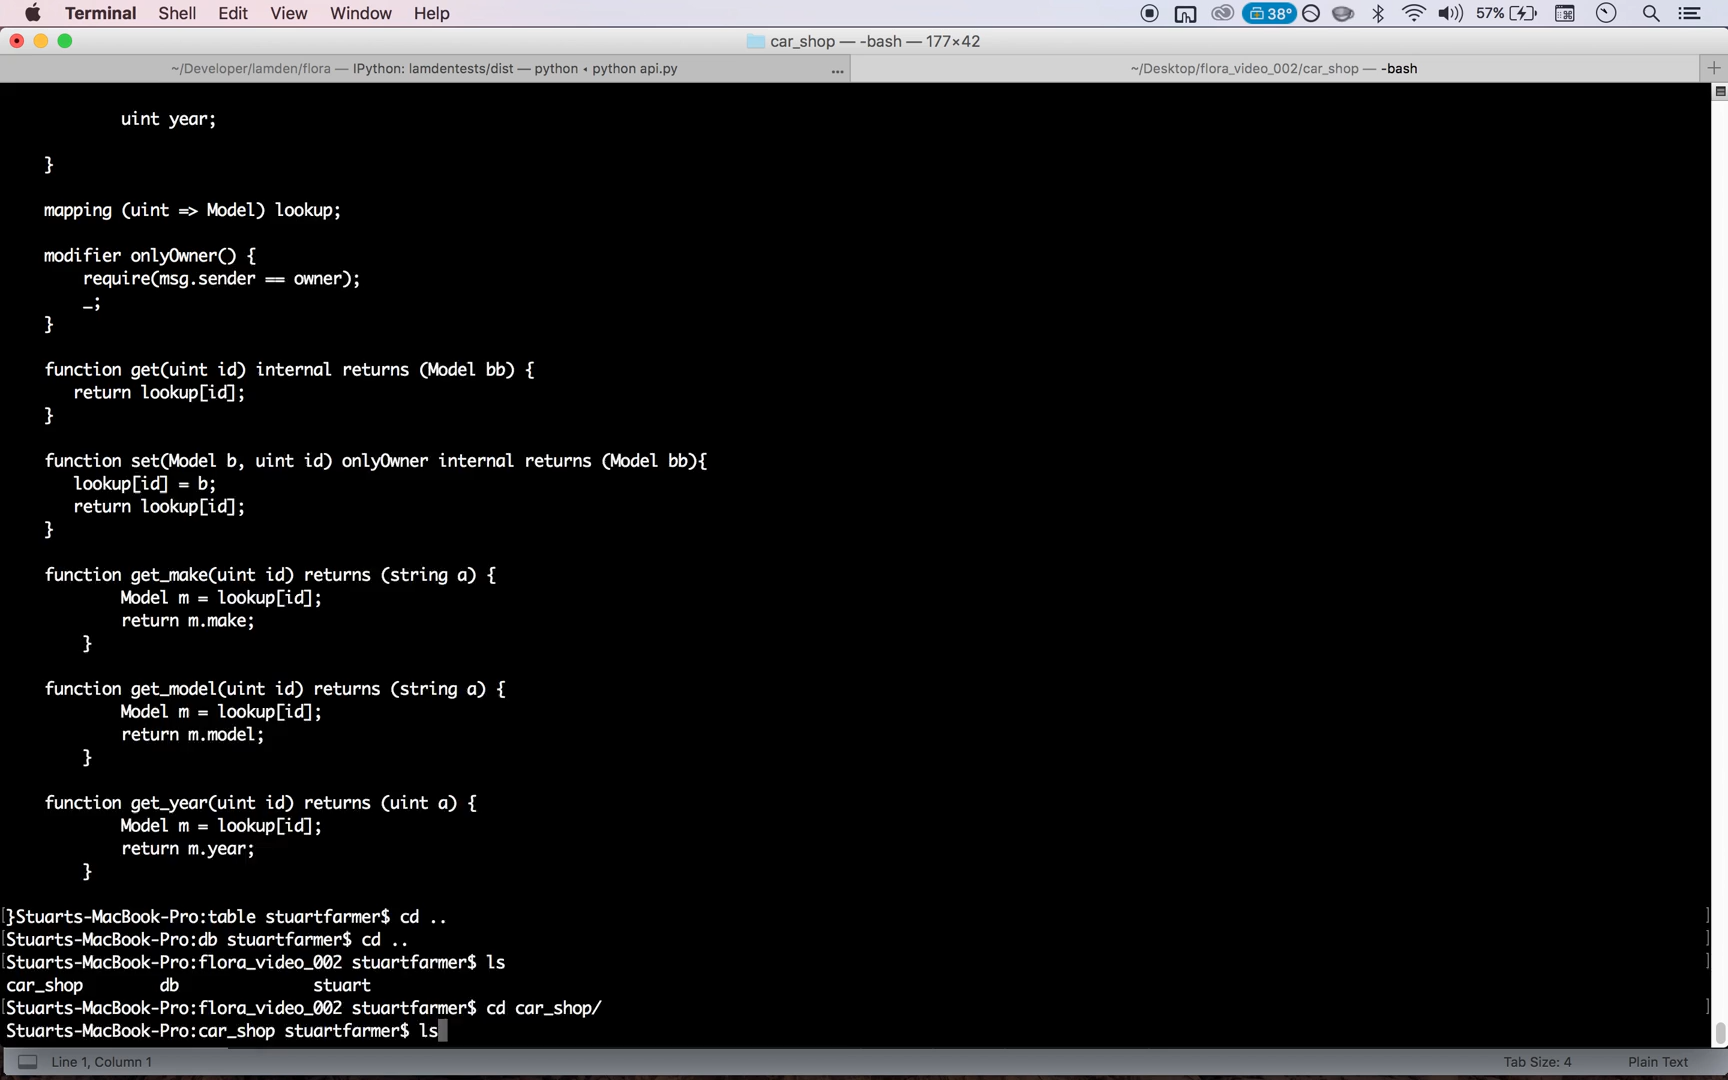 Terminal Shell Edit View Window Help 38° 57%
car_shop — -bash — 177×42
~/Developer/lamden/flora — IPython: lamdentests/dist — python ◂ python api.py ... ~/Desktop/flora_video_002/car_shop — -bash
uint year;
}
mapping (uint => Model) lookup;
modifier onlyOwner() {
require(msg.sender == owner);
_;
}
function get(uint id) internal returns (Model bb) {
return lookup[id];
}
function set(Model b, uint id) onlyOwner internal returns (Model bb){
lookup[id] = b;
return lookup[id];
}
function get_make(uint id) returns (string a) {
Model m = lookup[id];
return m.make;
}
function get_model(uint id) returns (string a) {
Model m = lookup[id];
return m.model;
}
function get_year(uint id) returns (uint a) {
Model m = lookup[id];
return m.year;
}
[}Stuarts-MacBook-Pro:table stuartfarmer$ cd .. ]
[Stuarts-MacBook-Pro:db stuartfarmer$ cd .. ]
[Stuarts-MacBook-Pro:flora_video_002 stuartfarmer$ ls ]
car_shop db stuart
[Stuarts-MacBook-Pro:flora_video_002 stuartfarmer$ cd car_shop/ ]
Stuarts-MacBook-Pro:car_shop stuartfarmer$ ls
Line 1, Column 1 Tab Size: 4 Plain Text